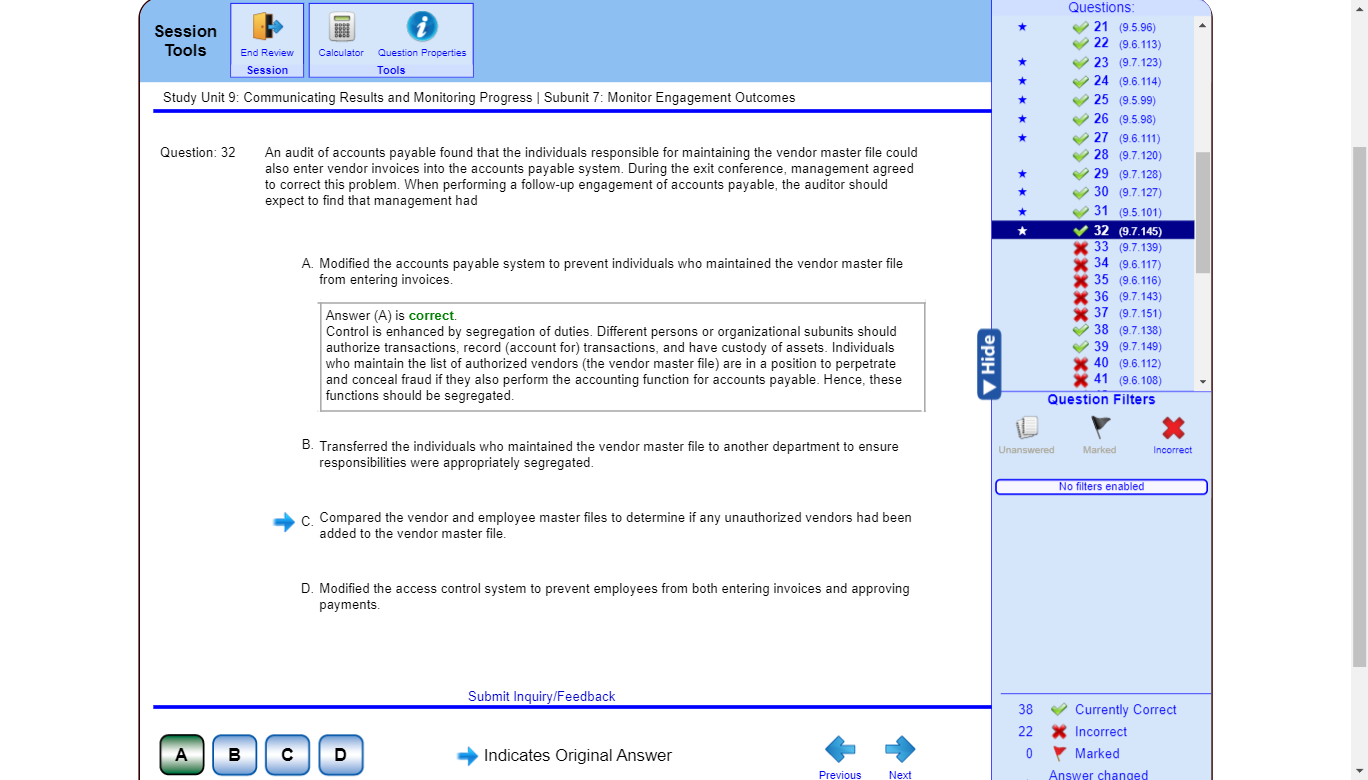 Session Tools
End Review
Session
Calculator
Question Properties
Tools
Study Unit 9: Communicating Results and Monitoring Progress | Subunit 7: Monitor Engagement Outcomes
Question: 32
An audit of accounts payable found that the individuals responsible for maintaining the vendor master file could
also enter vendor invoices into the accounts payable system. During the exit conference, management agreed
to correct this problem. When performing a follow-up engagement of accounts payable, the auditor should
expect to find that management had
A. Modified the accounts payable system to prevent individuals who maintained the vendor master file
from entering invoices.
Answer (A) is correct.
Control is enhanced by segregation of duties. Different persons or organizational subunits should
authorize transactions, record (account for) transactions, and have custody of assets. Individuals
who maintain the list of authorized vendors (the vendor master file) are in a position to perpetrate
and conceal fraud if they also perform the accounting function for accounts payable. Hence, these
functions should be segregated.
B. Transferred the individuals who maintained the vendor master file to another department to ensure
responsibilities were appropriately segregated.
C. Compared the vendor and employee master files to determine if any unauthorized vendors had been
added to the vendor master file.
D. Modified the access control system to prevent employees from both entering invoices and approving
payments.
Submit Inquiry/Feedback
A B C D
Indicates Original Answer
Previous
Next
Questions:
21 (9.5.96)
22 (9.6.113)
23 (9.7.123)
24 (9.6.114)
25 (9.5.99)
26 (9.5.98)
27 (9.6.111)
28 (9.7.120)
29 (9.7.128)
30 (9.7.127)
31 (9.5.101)
32 (9.7.145)
33 (9.7.139)
34 (9.6.117)
35 (9.6.116)
36 (9.7.143)
37 (9.7.151)
38 (9.7.138)
39 (9.7.149)
40 (9.6.112)
41 (9.6.108)
Hide
Question Filters
Unanswered
Marked
Incorrect
No filters enabled
38 Currently Correct
22 Incorrect
0 Marked
Answer changed